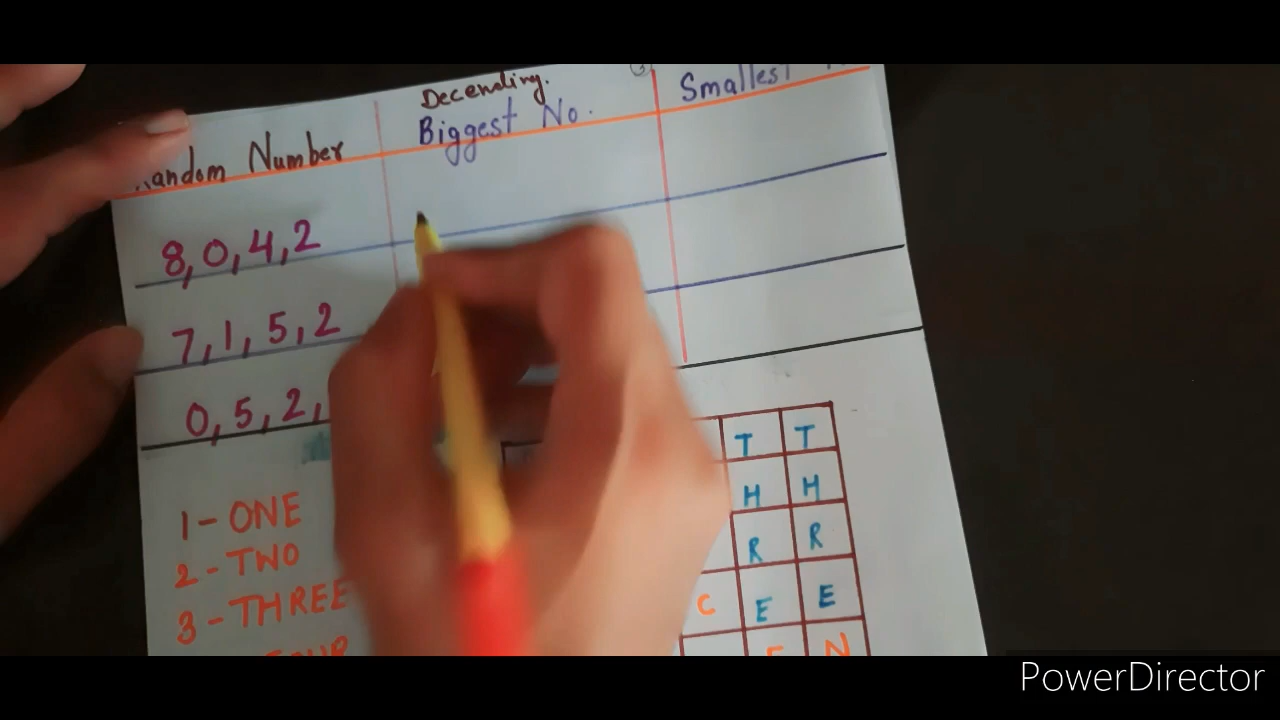 Decending.
Random Number
Biggest No.
Smallest
8,0,4,2
7,1,5,2
0,5,2,
1-ONE
2-TWO
3-THREE
T T
H H
R R
C E E
N
PowerDirector